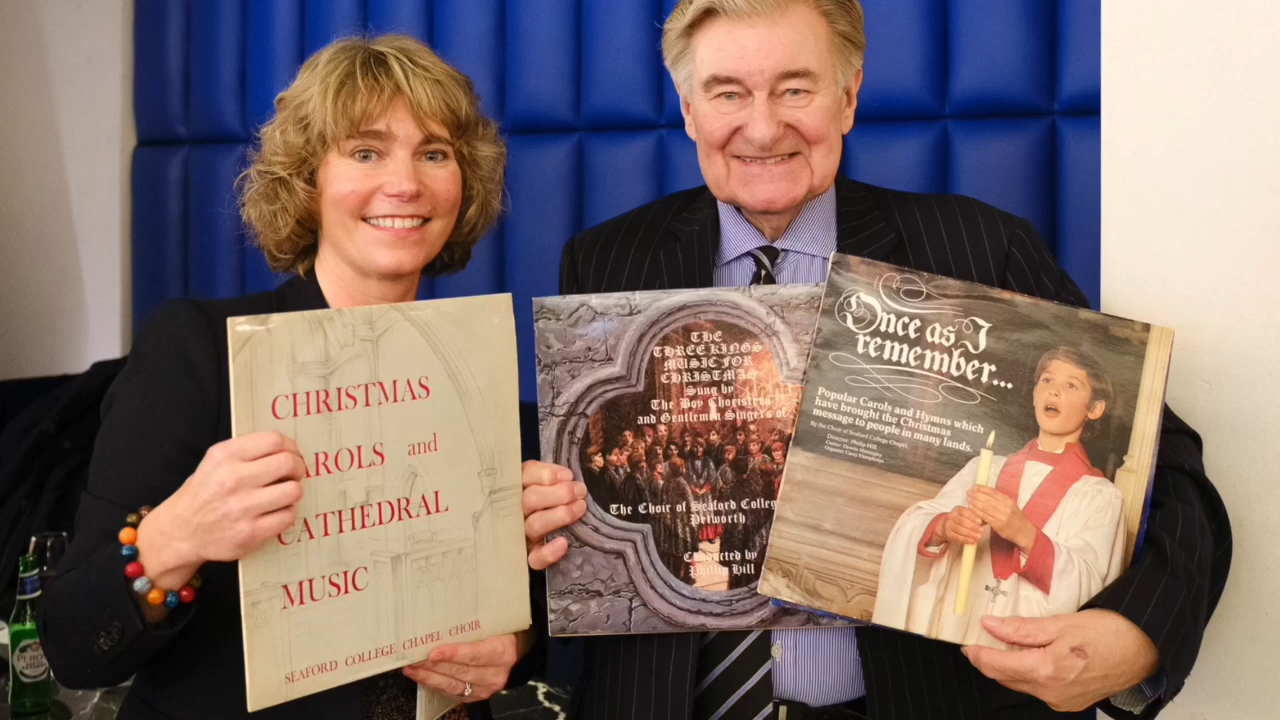 CHRISTMAS
CAROLS and
CATHEDRAL
MUSIC
SEAFORD COLLEGE CHAPEL CHOIR
THE
THREE KINGS
MUSIC FOR
CHRISTMAS
Sung by
The Boy Choristers
and Gentlemen Singers of
The Choir of Seaford College
Petworth
Conducted by
Phillip Hill
Once as I
remember...
Popular Carols and Hymns which
have brought the Christmas
message to people in many lands.
By the Choir of Seaford College Chapel.
Director: Philip Hill